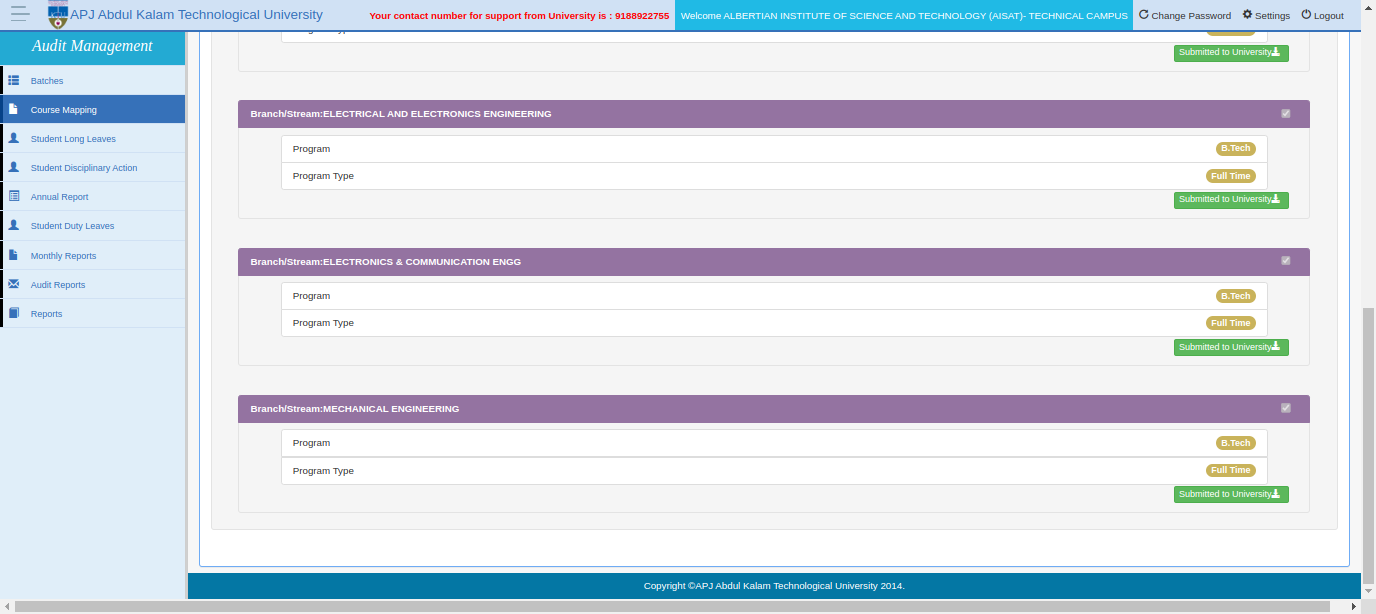 APJ Abdul Kalam Technological University
Your contact number for support from University is : 9188922755
Welcome ALBERTIAN INSTITUTE OF SCIENCE AND TECHNOLOGY (AISAT)- TECHNICAL CAMPUS
Change Password
Settings
Logout
Audit Management
Batches
Course Mapping
Student Long Leaves
Student Disciplinary Action
Annual Report
Student Duty Leaves
Monthly Reports
Audit Reports
Reports
Submitted to University
Branch/Stream:ELECTRICAL AND ELECTRONICS ENGINEERING
Program B.Tech
Program Type Full Time
Submitted to University
Branch/Stream:ELECTRONICS & COMMUNICATION ENGG
Program B.Tech
Program Type Full Time
Submitted to University
Branch/Stream:MECHANICAL ENGINEERING
Program B.Tech
Program Type Full Time
Submitted to University
Copyright ©APJ Abdul Kalam Technological University 2014.